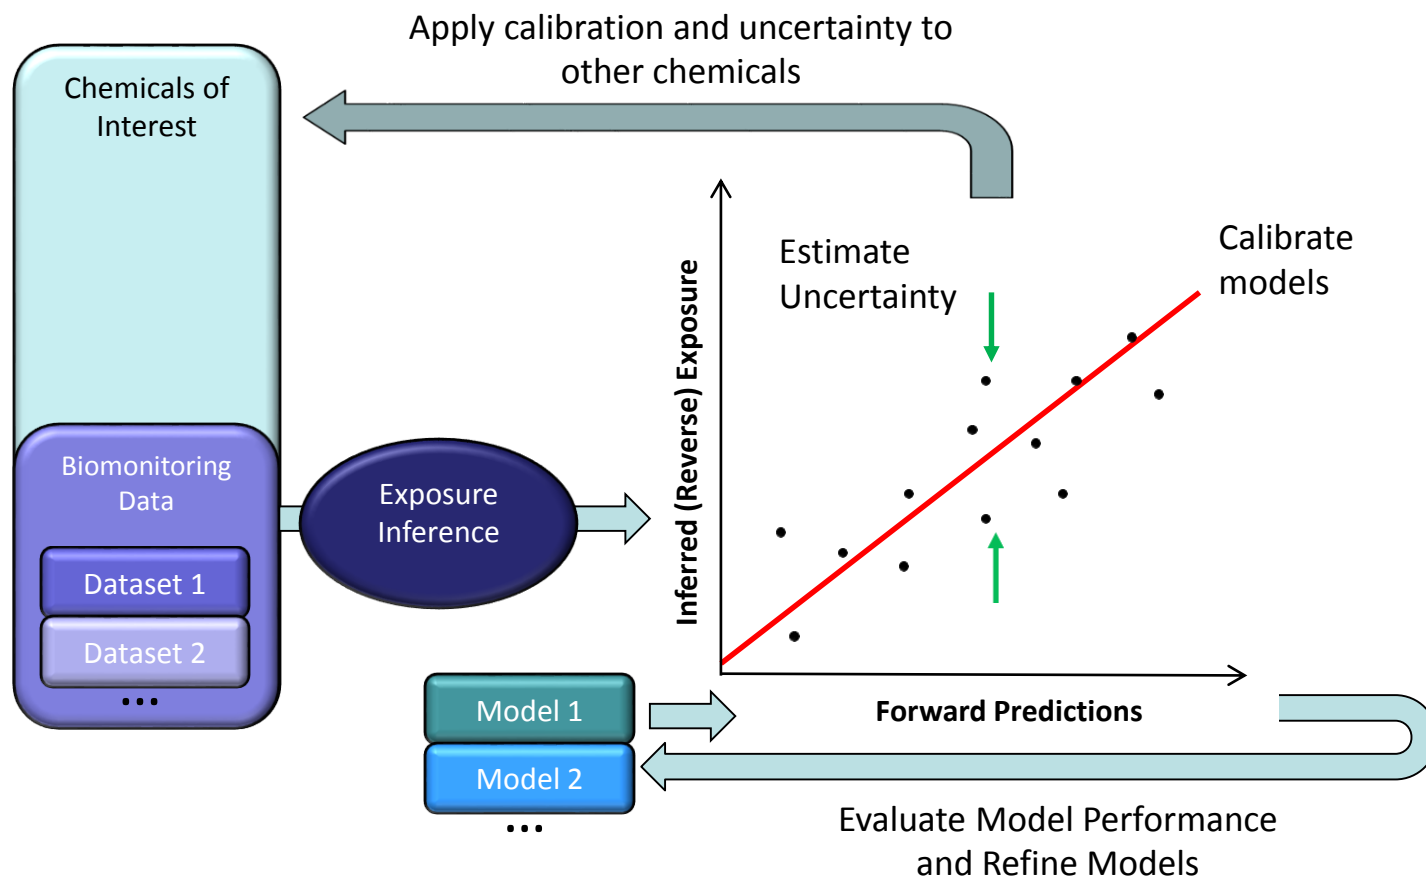 Apply calibration and uncertainty to
other chemicals
Chemicals of
Interest
Estimate
Uncertainty
Calibrate
models
Inferred (Reverse) Exposure
Biomonitoring
Data
Exposure
Inference
Dataset 1
Dataset 2
...
Model 1
Forward Predictions
Model 2
...
Evaluate Model Performance
and Refine Models